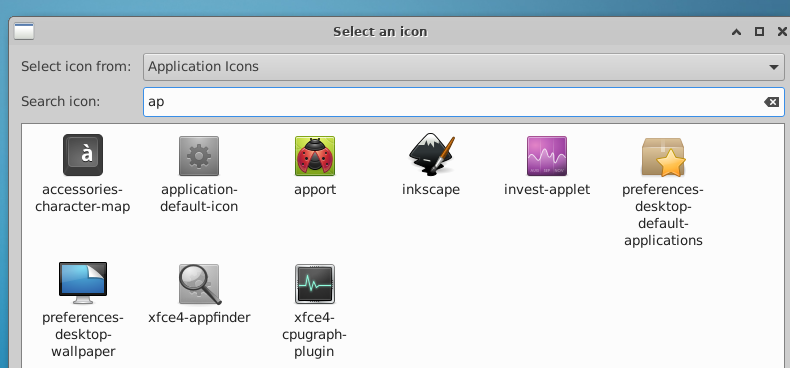 Select an icon
Select icon from: Application Icons
Search icon: ap
à
accessories-
character-map
application-
default-icon
apport
inkscape
invest-applet
preferences-
desktop-
default-
applications
preferences-
desktop-
wallpaper
xfce4-appfinder
xfce4-
cpugraph-
plugin